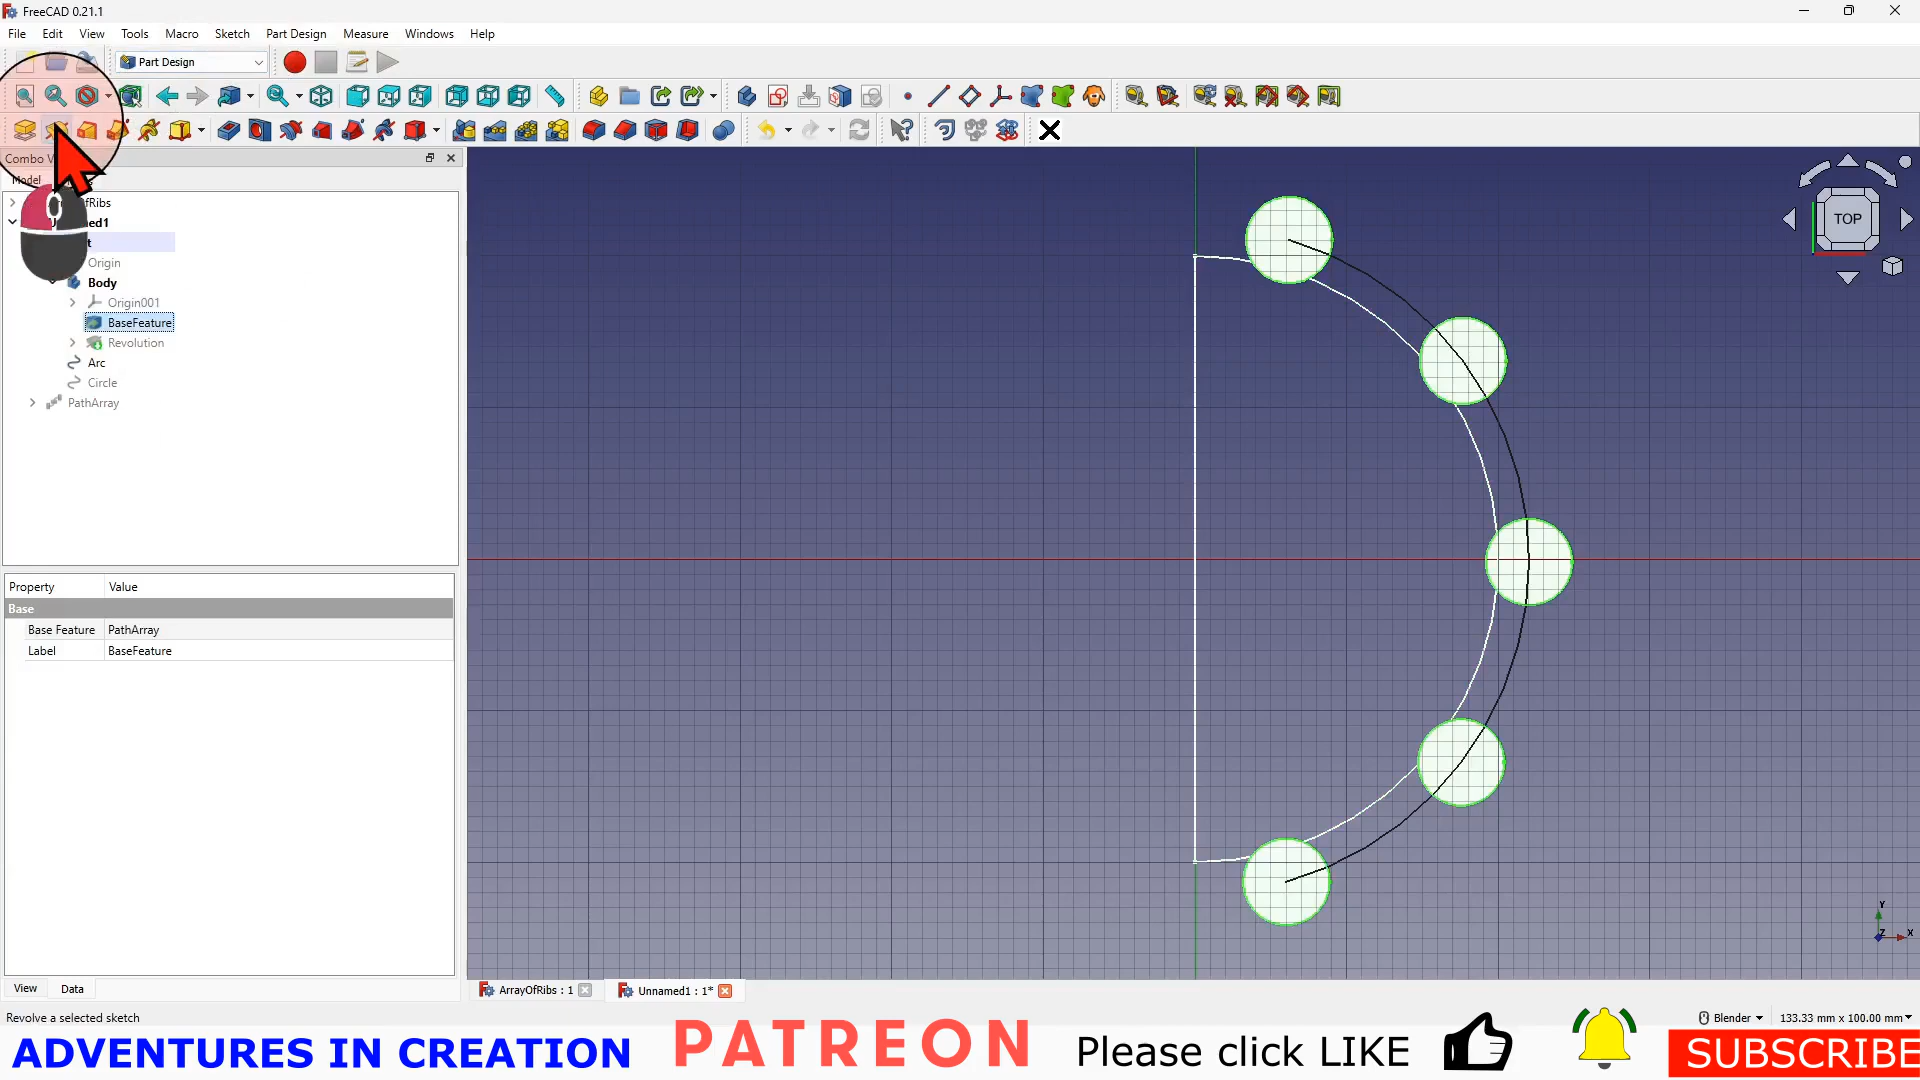 FreeCAD 0.21.1
File Edit View Tools Macro Sketch Part Design Measure Windows Help
Part Design
Combo V
Model
fRibs
ed1
t
Origin
Body
Origin001
BaseFeature
Revolution
Arc
Circle
PathArray
Property Value
Base
Base Feature PathArray
Label BaseFeature
TOP
Y
Z X
View Data
ArrayOfRibs : 1
Unnamed1 : 1*
Revolve a selected sketch
Blender
133.33 mm x 100.00 mm
ADVENTURES IN CREATION
PATREON
Please click LIKE
SUBSCRIBE